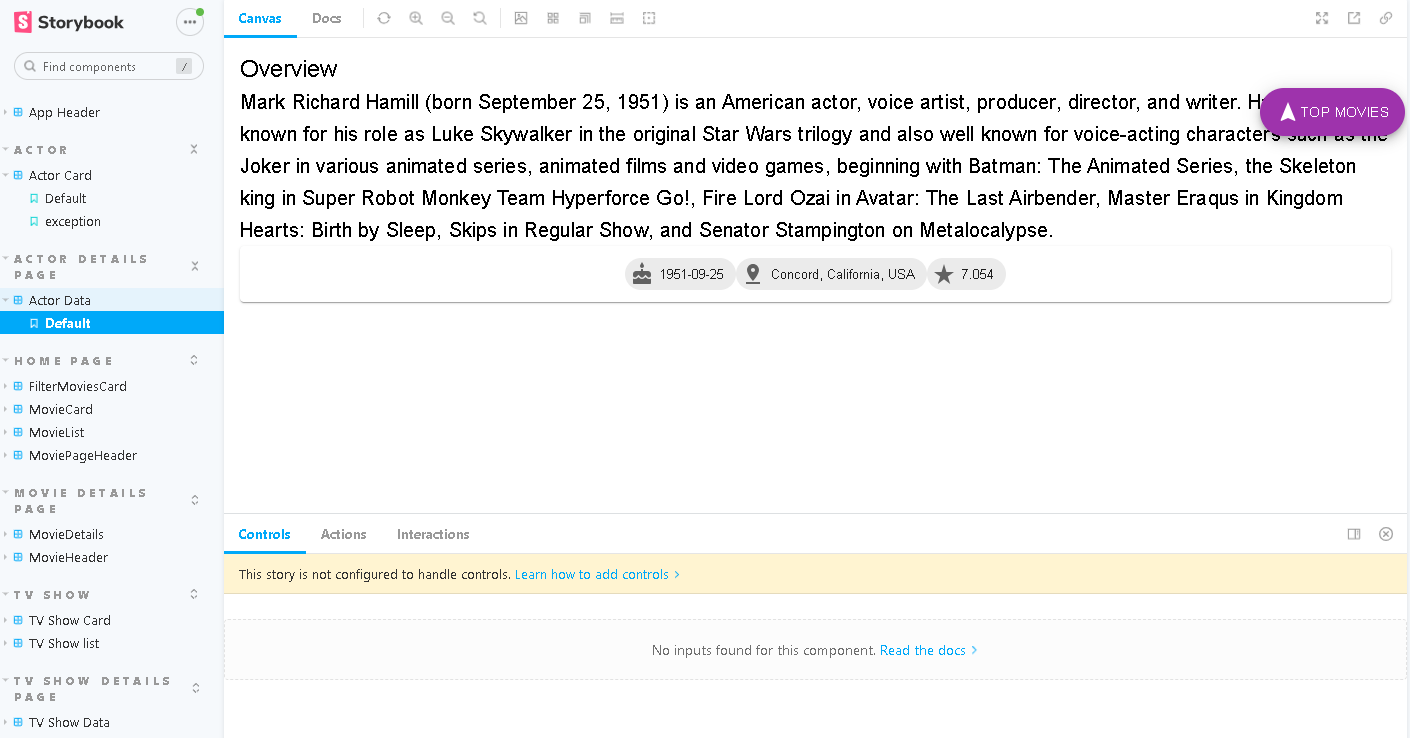 Storybook
Find components
/
App Header
ACTOR
Actor Card
Default
exception
ACTOR DETAILS
PAGE
Actor Data
Default
HOME PAGE
FilterMoviesCard
MovieCard
MovieList
MoviePageHeader
MOVIE DETAILS
PAGE
MovieDetails
MovieHeader
TV SHOW
TV Show Card
TV Show list
TV SHOW DETAILS
PAGE
TV Show Data
Canvas
Docs
Overview
Mark Richard Hamill (born September 25, 1951) is an American actor, voice artist, producer, director, and writer.
TOP MOVIES
known for his role as Luke Skywalker in the original Star Wars trilogy and also well known for voice-acting characters such as the
Joker in various animated series, animated films and video games, beginning with Batman: The Animated Series, the Skeleton
king in Super Robot Monkey Team Hyperforce Go!, Fire Lord Ozai in Avatar: The Last Airbender, Master Eraqus in Kingdom
Hearts: Birth by Sleep, Skips in Regular Show, and Senator Stampington on Metalocalypse.
1951-09-25
Concord, California, USA
7.054
Controls
Actions
Interactions
This story is not configured to handle controls. Learn how to add controls
No inputs found for this component. Read the docs